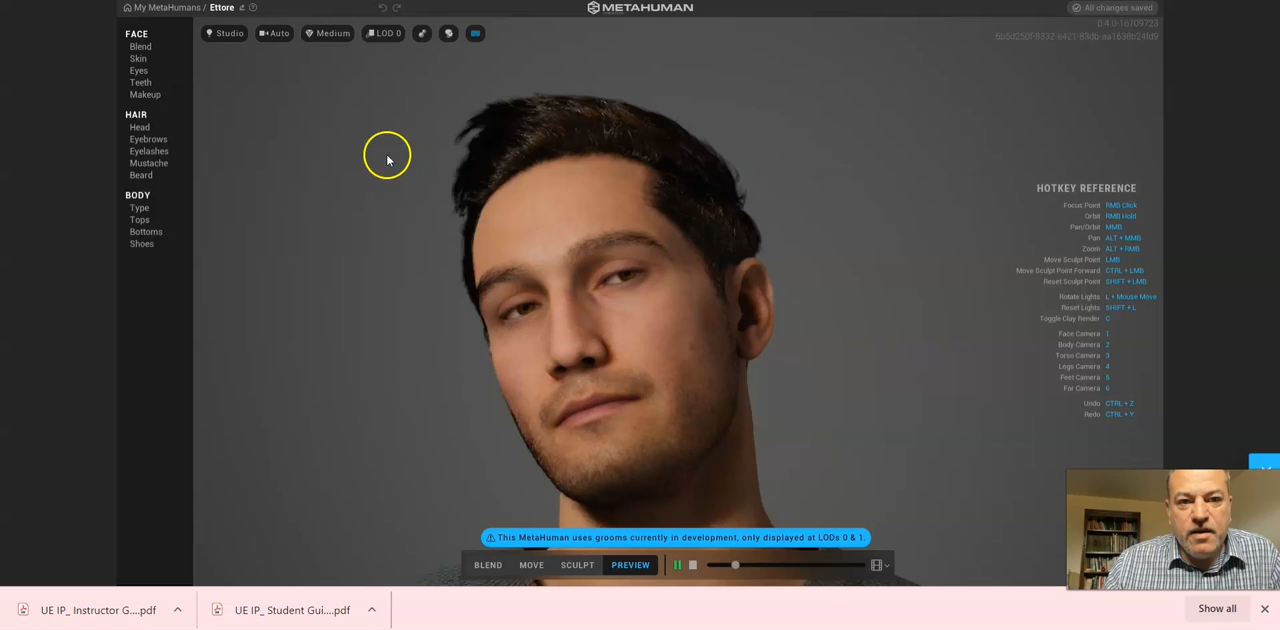 My MetaHumans / Ettore
METAHUMAN
All changes saved
0.4.0-16709723
Studio
Auto
Medium
LOD 0
FACE
Blend
Skin
Eyes
Teeth
Makeup
HAIR
Head
Eyebrows
Eyelashes
Mustache
Beard
BODY
Type
Tops
Bottoms
Shoes
HOTKEY REFERENCE
Focus Point RMB Click
Orbit RMB Hold
Pan/Orbit MMB
Pan ALT + MMB
Zoom ALT + RMB
Move Sculpt Point LMB
Move Sculpt Point Forward CTRL + LMB
Reset Sculpt Point SHIFT + LMB
Rotate Lights L + Mouse Move
Reset Lights SHIFT + L
Toggle Clay Render C
Face Camera 1
Body Camera 2
Torso Camera 3
Legs Camera 4
Feet Camera 5
Far Camera 6
Undo CTRL + Z
Redo CTRL + Y
This MetaHuman uses grooms currently in development, only displayed at LODs 0 & 1.
BLEND MOVE SCULPT PREVIEW
UE IP_ Instructor G....pdf
UE IP_ Student Gui....pdf
Show all